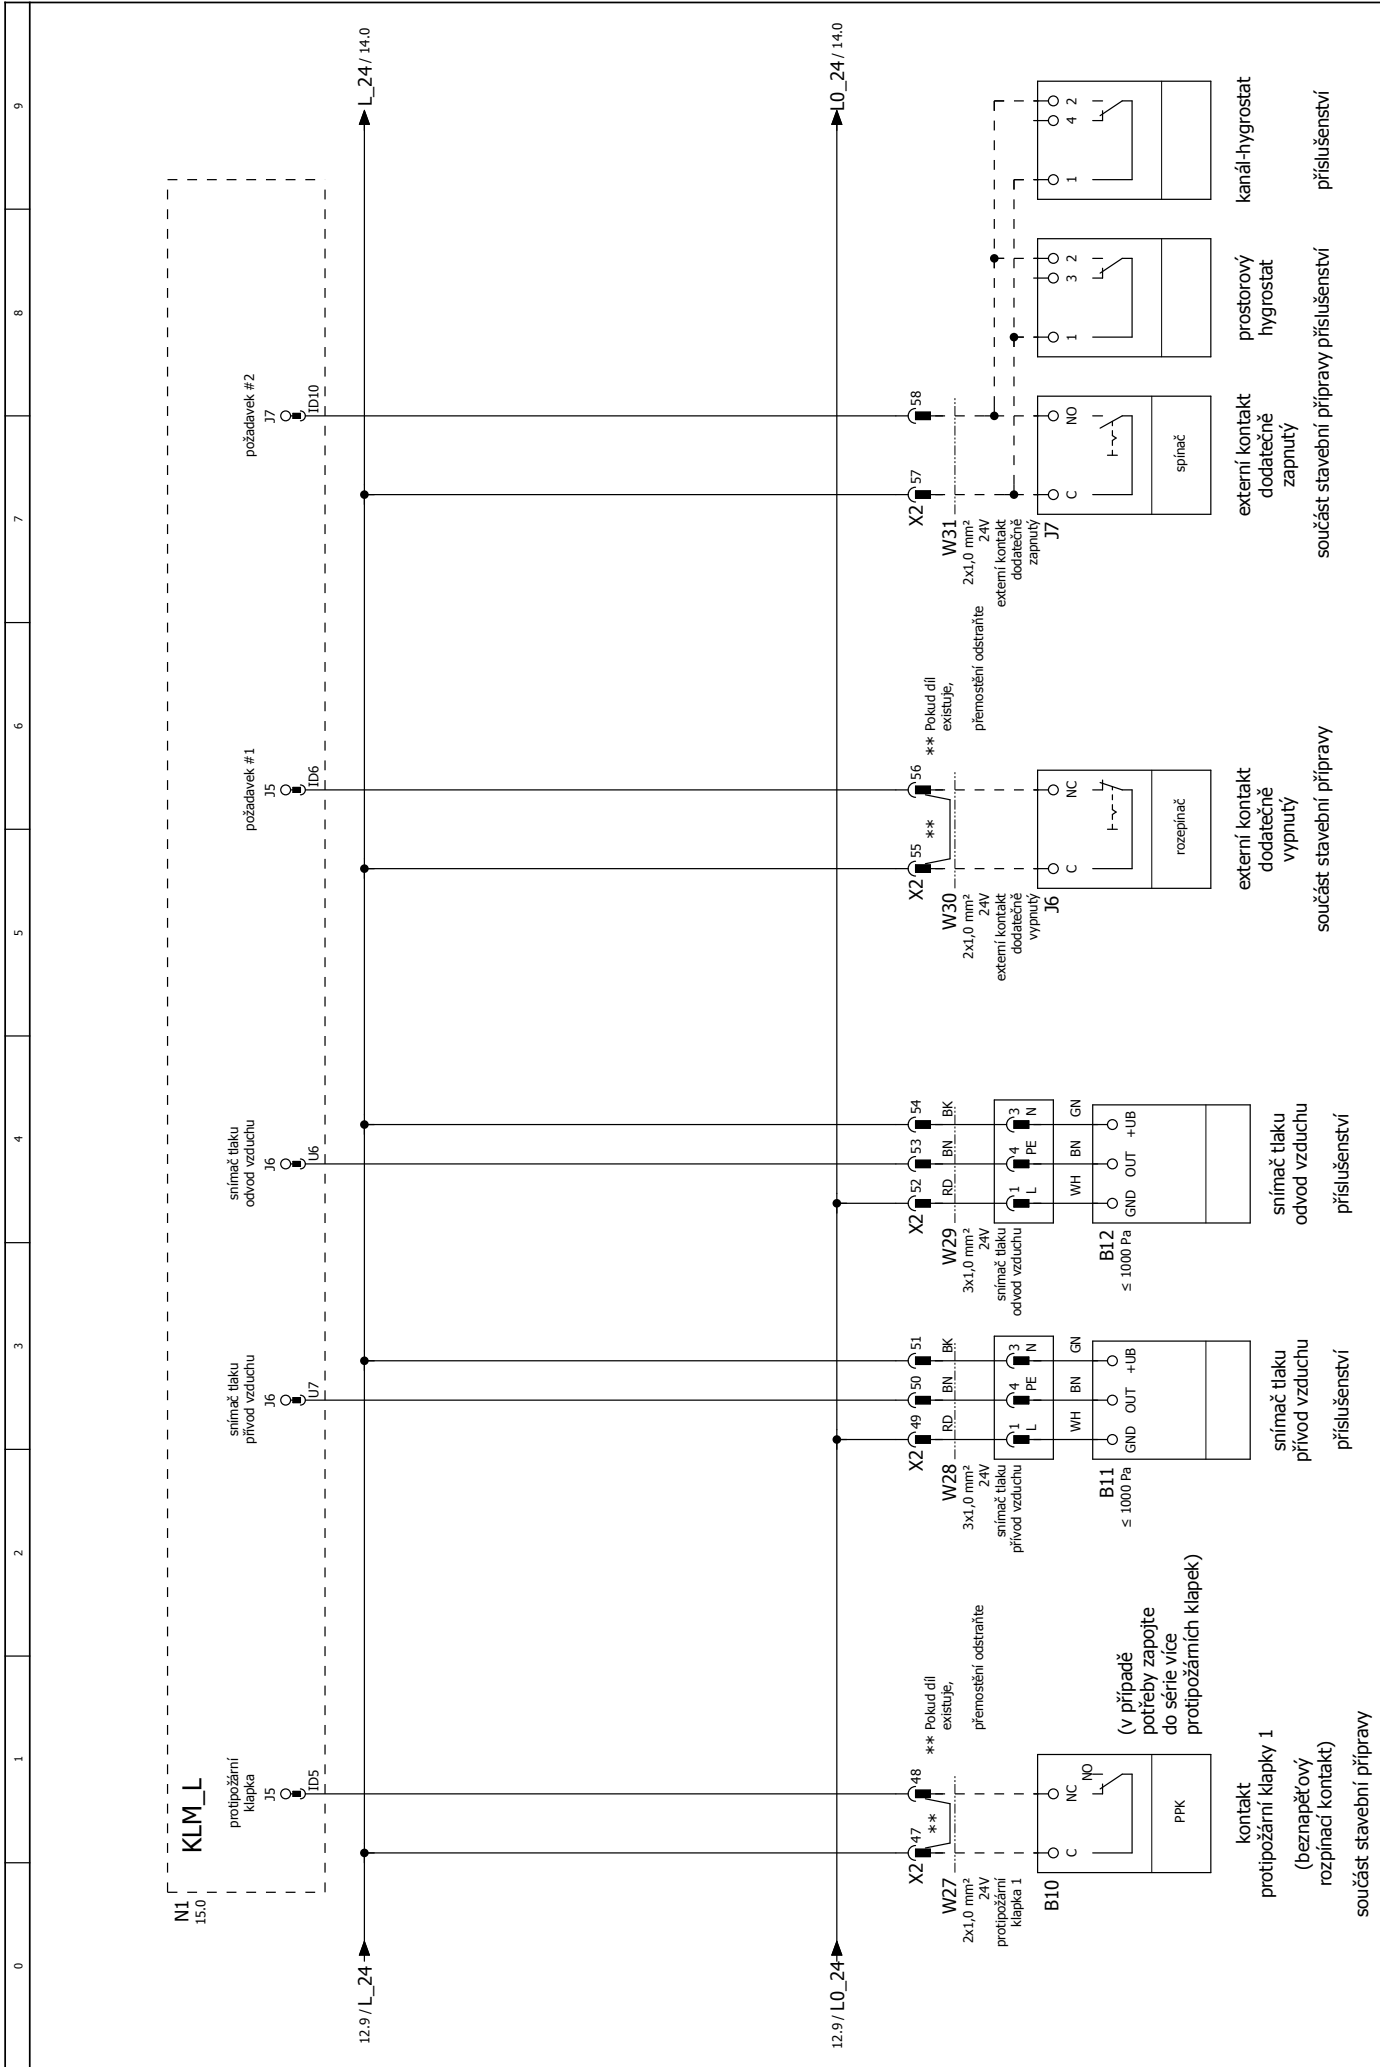 0
1
2
3
4
5
6
7
8
9
N1
15.0
KLM_L
protipožární
klapka
J5
ID5
snímač tlaku
přívod vzduchu
J6
U7
snímač tlaku
odvod vzduchu
J6
U6
požadavek #1
J5
ID6
požadavek #2
J7
ID10
12.9 / L_24
L_24 / 14.0
12.9 / L0_24
L0_24 / 14.0
X2
47
48
**
** Pokud díl
existuje,
přemostění odstraňte
W27
2x1,0 mm²
24V
protipožární
klapka 1
B10
C
NC
NO
PPK
(v případě
potřeby zapojte
do série více
protipožárních klapek)
kontakt
protipožární klapky 1
(beznapěťový
rozpínací kontakt)
součást stavební přípravy
X2
49
50
51
RD
BN
BK
W28
3x1,0 mm²
24V
snímač tlaku
přívod vzduchu
1
4
3
L
PE
N
WH
BN
GN
B11
≤ 1000 Pa
GND
OUT
+UB
snímač tlaku
přívod vzduchu
příslušenství
X2
52
53
54
RD
BN
BK
W29
3x1,0 mm²
24V
snímač tlaku
odvod vzduchu
1
4
3
L
PE
N
WH
BN
GN
B12
≤ 1000 Pa
GND
OUT
+UB
snímač tlaku
odvod vzduchu
příslušenství
X2
55
56
**
** Pokud díl
existuje,
přemostění odstraňte
W30
2x1,0 mm²
24V
externí kontakt
dodatečně
vypnutý
J6
C
NC
rozepínač
externí kontakt
dodatečně
vypnutý
součást stavební přípravy
X2
57
58
W31
2x1,0 mm²
24V
externí kontakt
dodatečně
zapnutý
J7
C
NO
spínač
externí kontakt
dodatečně
zapnutý
součást stavební přípravy
1
3
2
prostorový
hygrostat
příslušenství
1
4
2
kanál-hygrostat
příslušenství